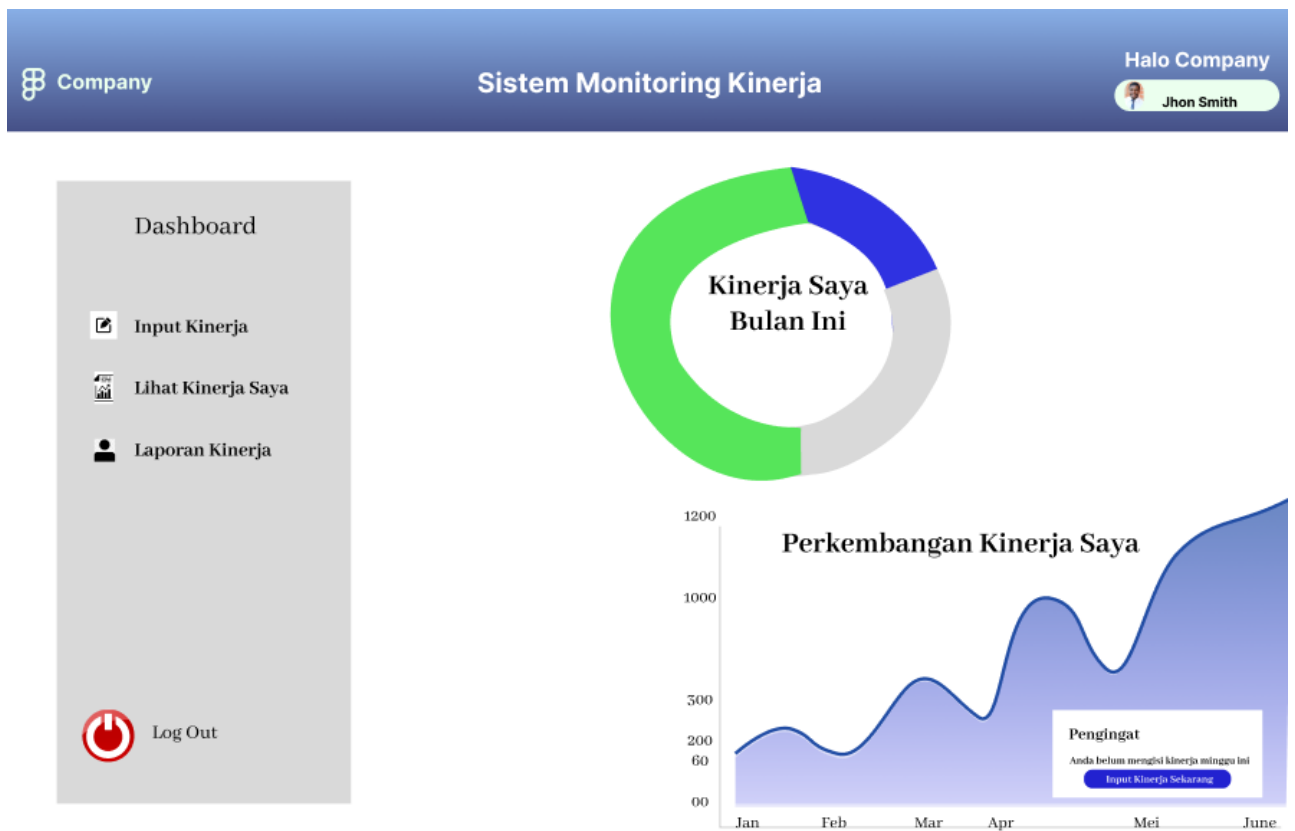 Company
Sistem Monitoring Kinerja
Halo Company
Jhon Smith
Dashboard
Input Kinerja
Lihat Kinerja Saya
Laporan Kinerja
Log Out
Kinerja Saya
Bulan Ini
Perkembangan Kinerja Saya
1200
1000
300
200
60
00
Jan Feb Mar Apr Mei June
Pengingat
Anda belum mengisi kinerja minggu ini
Input Kinerja Sekarang